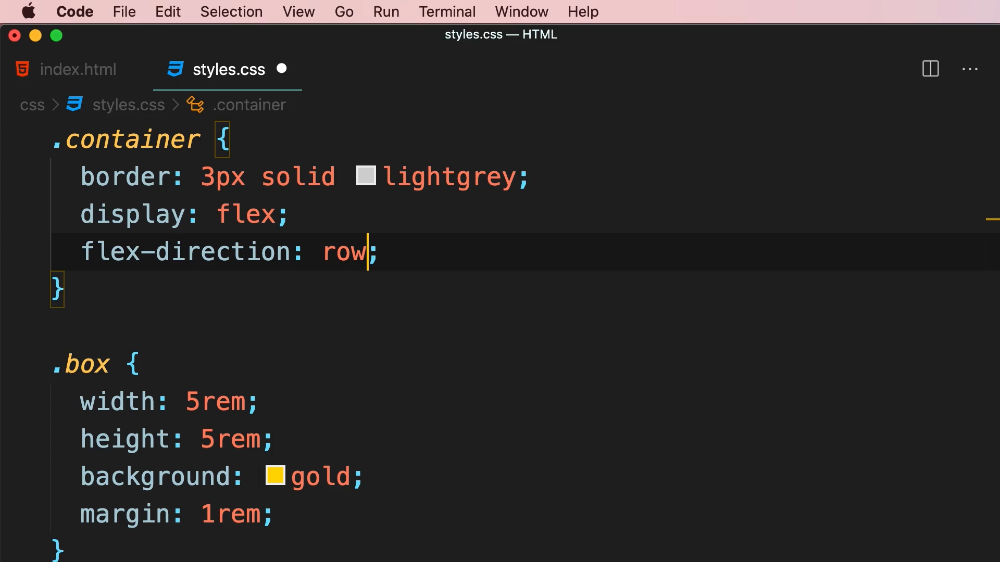 Code File Edit Selection View Go Run Terminal Window Help
styles.css — HTML
index.html styles.css
css > styles.css > .container
.container {
border: 3px solid lightgrey;
display: flex;
flex-direction: row;
}
.box {
width: 5rem;
height: 5rem;
background: gold;
margin: 1rem;
}